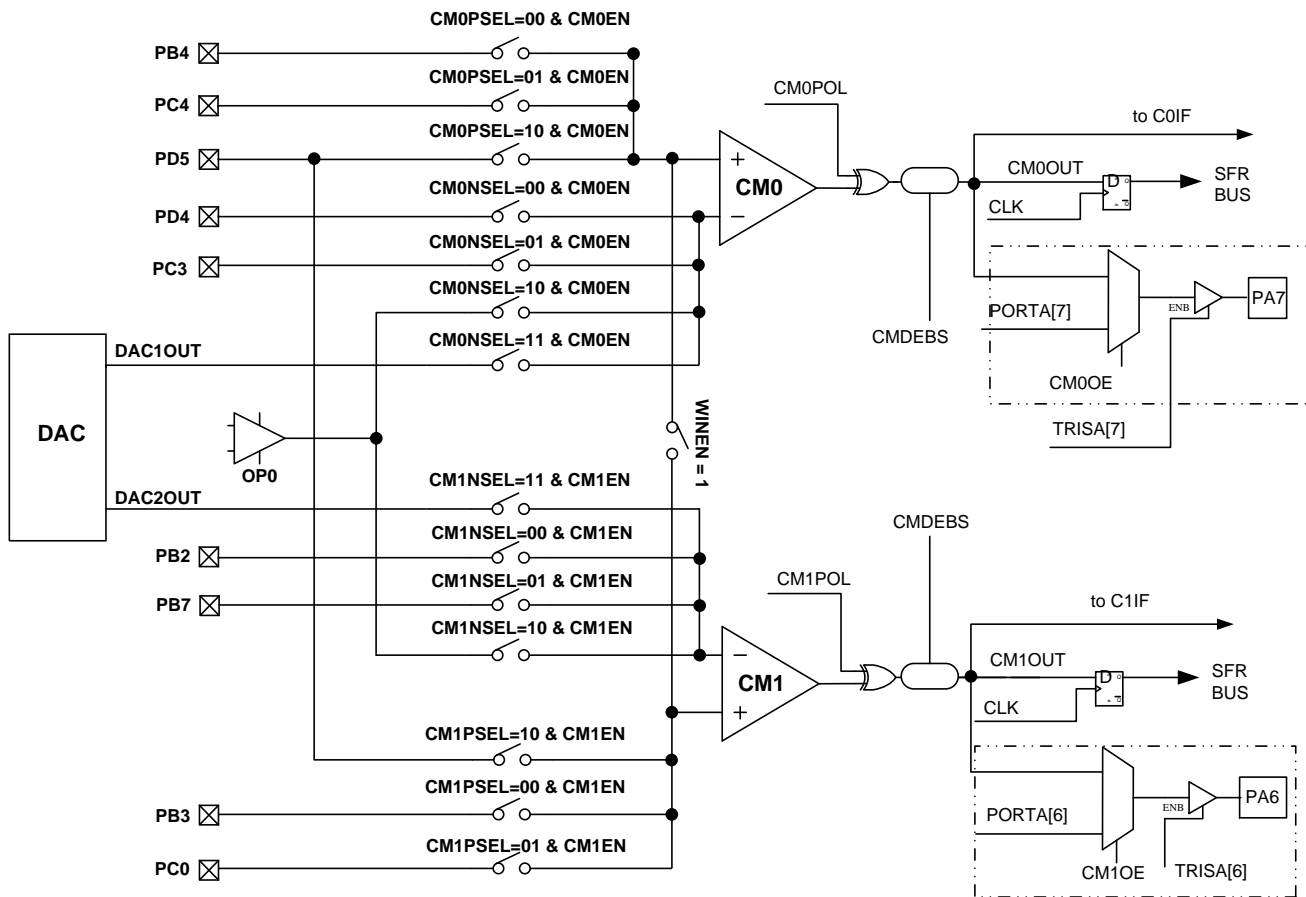 CM0PSEL=00 & CM0EN
PB4
CM0PSEL=01 & CM0EN
PC4
CM0PSEL=10 & CM0EN
PD5
CM0NSEL=00 & CM0EN
PD4
CM0NSEL=01 & CM0EN
PC3
CM0NSEL=10 & CM0EN
CM0NSEL=11 & CM0EN
DAC1OUT
DAC
OP0
DAC2OUT
WINEN = 1
CM0POL
CM0
+
−
CMDEBS
to C0IF
CM0OUT
CLK
D
Q
SFR
BUS
PORTA[7]
ENB
PA7
CM0OE
TRISA[7]
CM1NSEL=11 & CM1EN
CM1NSEL=00 & CM1EN
PB2
CM1NSEL=01 & CM1EN
PB7
CM1NSEL=10 & CM1EN
CM1PSEL=10 & CM1EN
CM1PSEL=00 & CM1EN
PB3
CM1PSEL=01 & CM1EN
PC0
CMDEBS
CM1POL
−
CM1
+
to C1IF
CM1OUT
CLK
D
Q
SFR
BUS
PORTA[6]
ENB
PA6
CM1OE
TRISA[6]